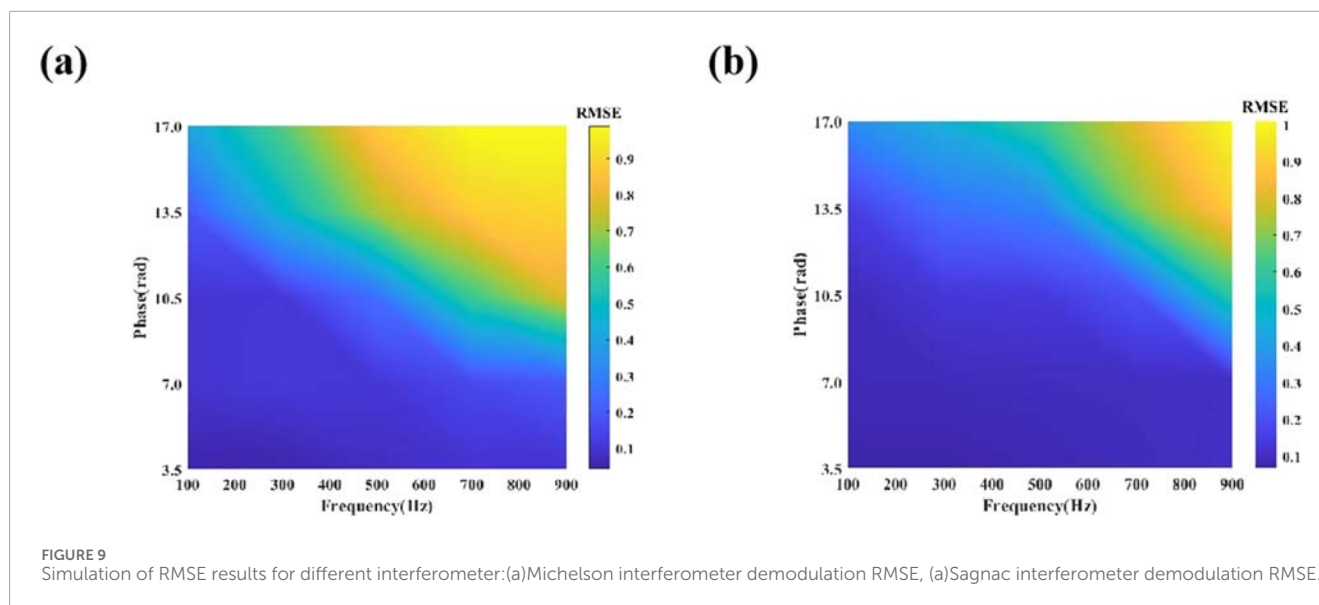 (a)
RMSE
17.0
13.5
10.5
7.0
3.5
Phase(rad)
100 200 300 400 500 600 700 800 900
Frequency(Hz)
0.9
0.8
0.7
0.6
0.5
0.4
0.3
0.2
0.1
(b)
RMSE
17.0
13.5
10.5
7.0
3.5
Phase(rad)
100 200 300 400 500 600 700 800 900
Frequency(Hz)
1
0.9
0.8
0.7
0.6
0.5
0.4
0.3
0.2
0.1
FIGURE 9
Simulation of RMSE results for different interferometer:(a)Michelson interferometer demodulation RMSE, (a)Sagnac interferometer demodulation RMSE.